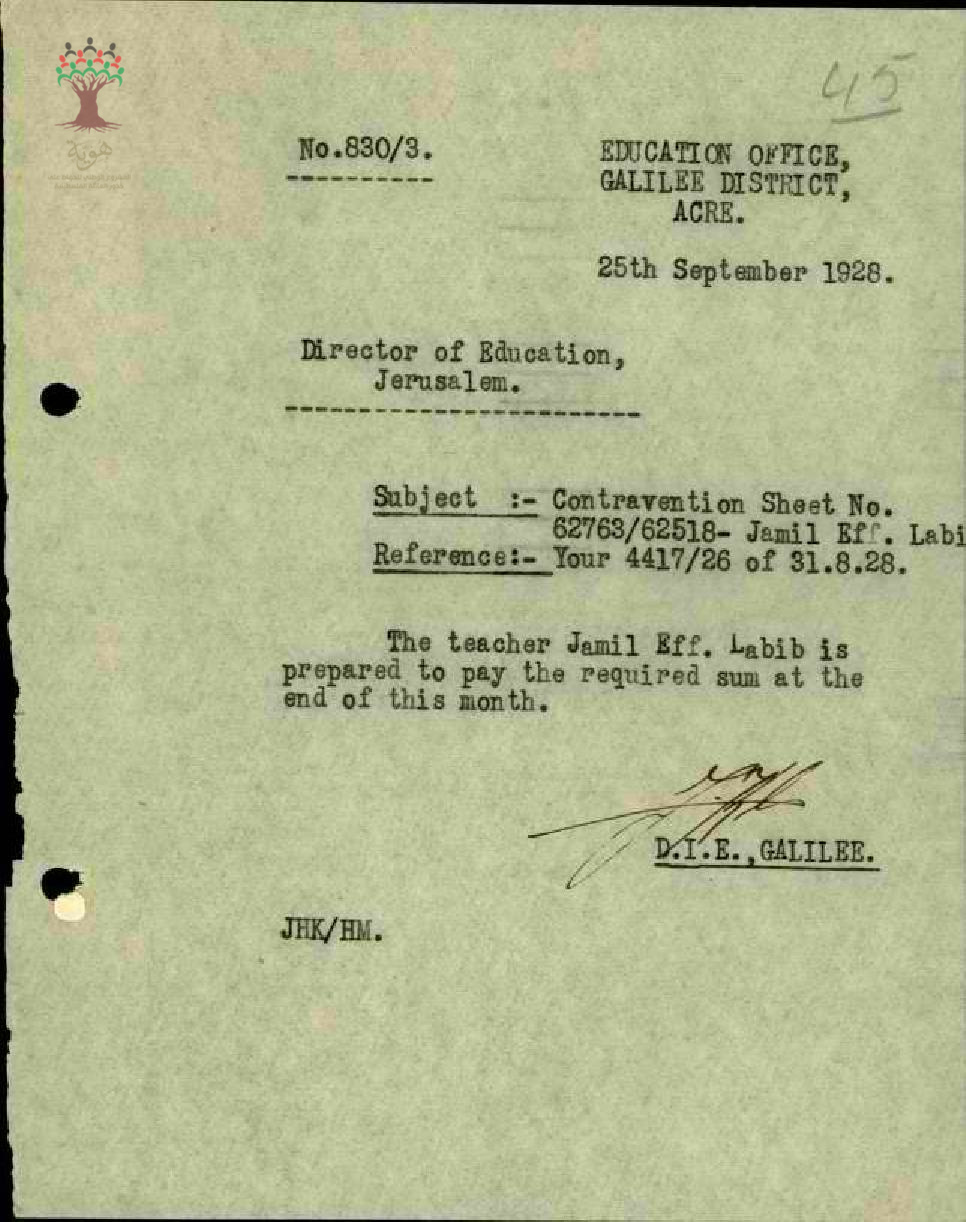 45
No.830/3.
EDUCATION OFFICE,
GALILEE DISTRICT,
ACRE.
25th September 1928.
Director of Education,
Jerusalem.
Subject :- Contravention Sheet No.
62763/62518- Jamil Eff. Labi
Reference:- Your 4417/26 of 31.8.28.
The teacher Jamil Eff. Labib is
prepared to pay the required sum at the
end of this month.
D.I.E.,GALILEE.
JHK/HM.
هوية